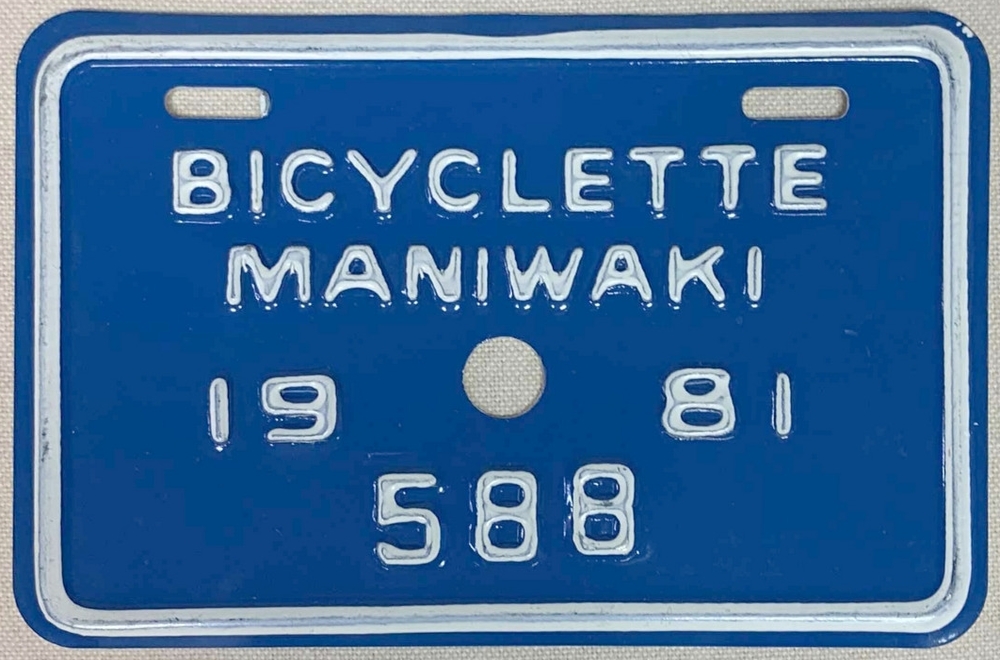 BICYCLETTE
MANIWAKI
19 81
588